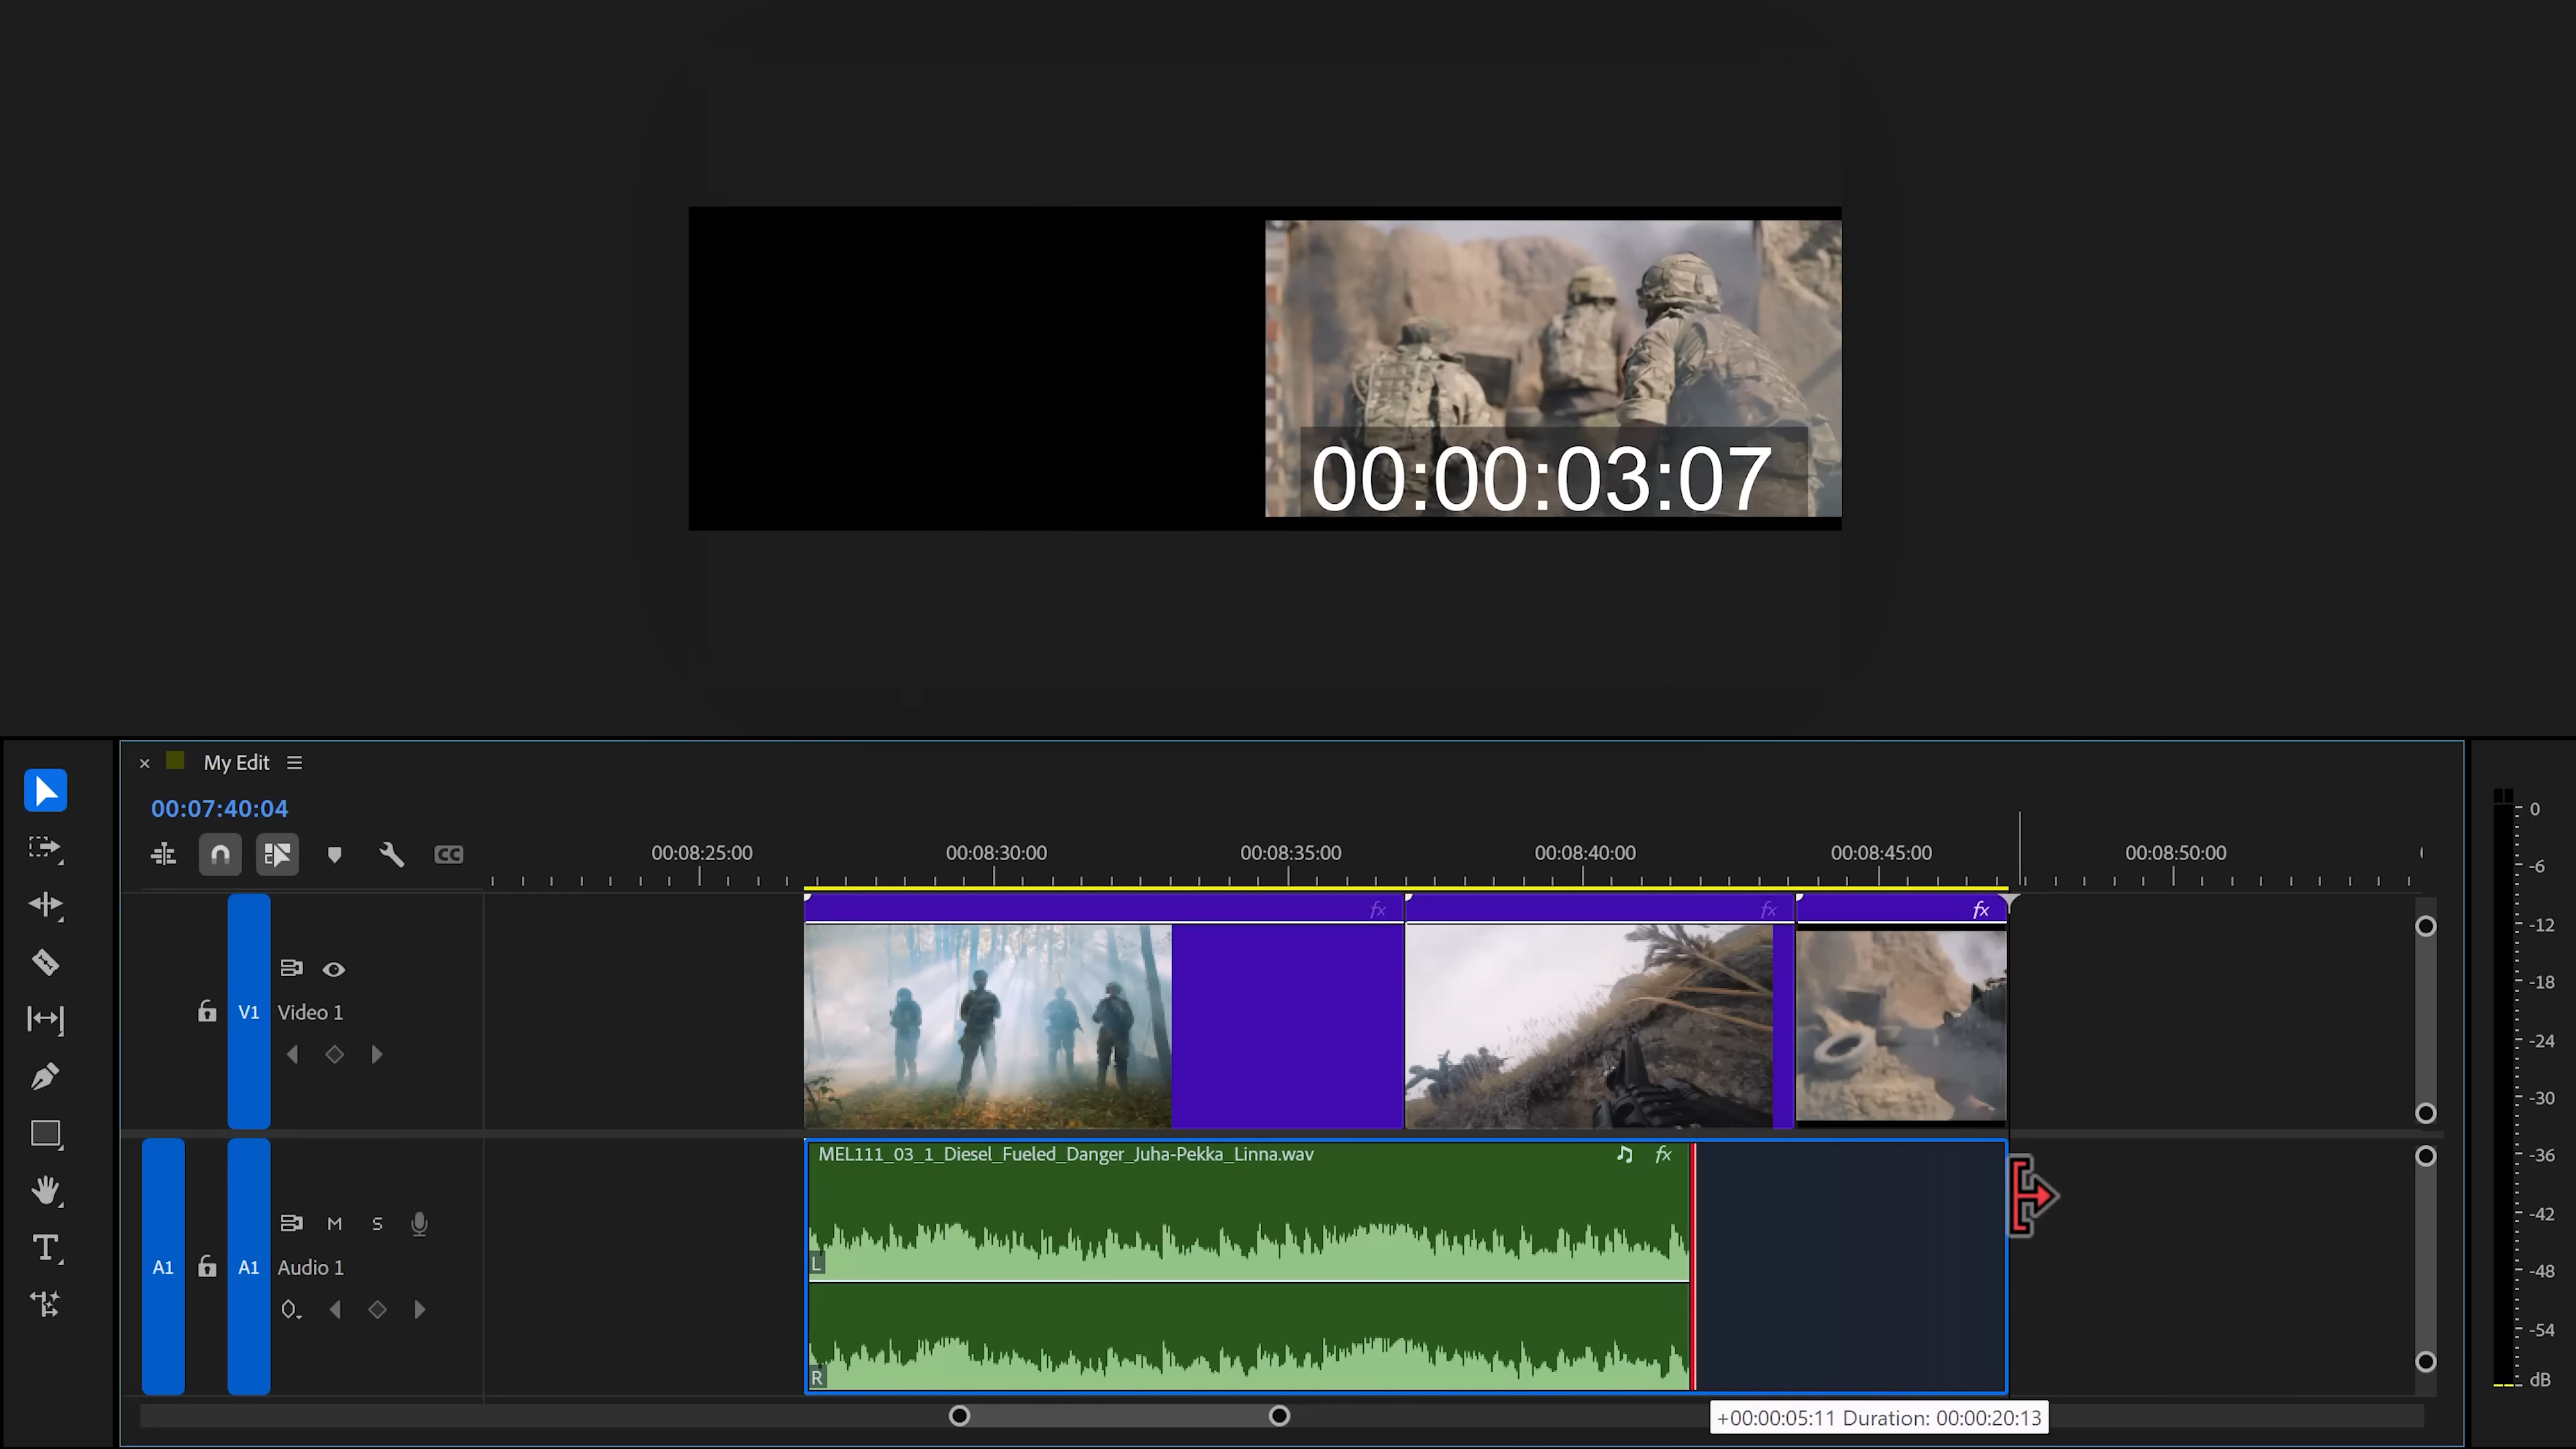 00:00:03:07
My Edit
00:07:40:04
CC
00:08:25:00
00:08:30:00
00:08:35:00
00:08:40:00
00:08:45:00
00:08:50:00
fx
fx
fx
V1
Video 1
MEL111_03_1_Diesel_Fueled_Danger_Juha-Pekka_Linna.wav
fx
L
R
A1
A1
M
S
Audio 1
+00:00:05:11 Duration: 00:00:20:13
0
-6
-12
-18
-24
-30
-36
-42
-48
-54
dB